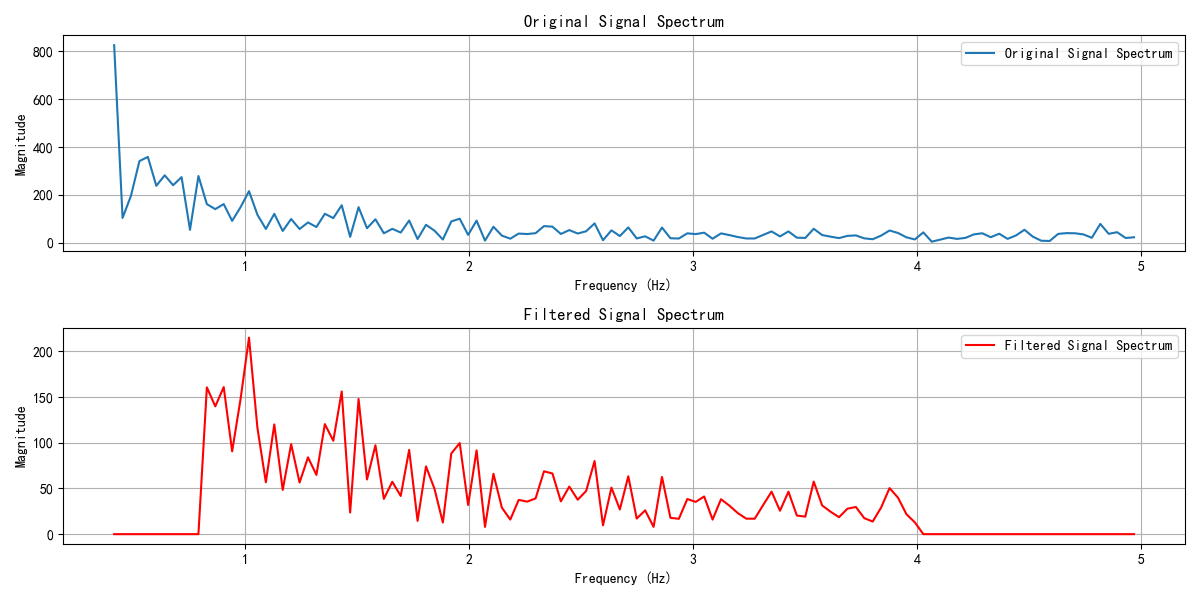 Original Signal Spectrum
Original Signal Spectrum
Magnitude
800
600
400
200
0
1 2 3 4 5
Frequency (Hz)
Filtered Signal Spectrum
Filtered Signal Spectrum
Magnitude
200
150
100
50
0
1 2 3 4 5
Frequency (Hz)